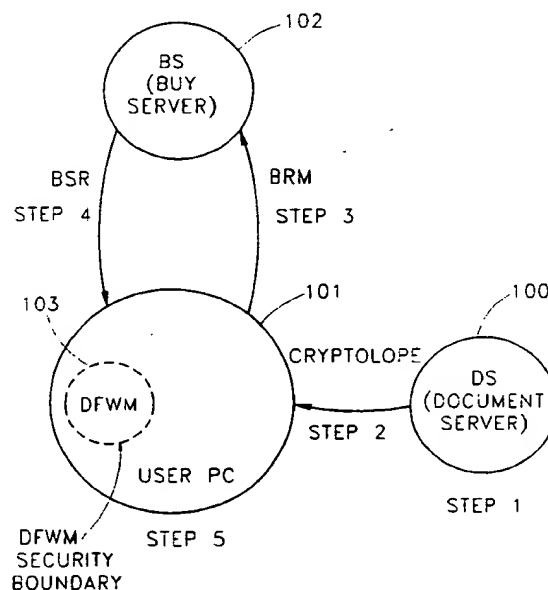 102
BS
(BUY
SERVER)
BSR
BRM
STEP 4
STEP 3
103
101
100
CRYPTOLOPE
DS
(DOCUMENT
SERVER)
DFWM
STEP 2
USER PC
STEP 1
DFWM
SECURITY
BOUNDARY
STEP 5